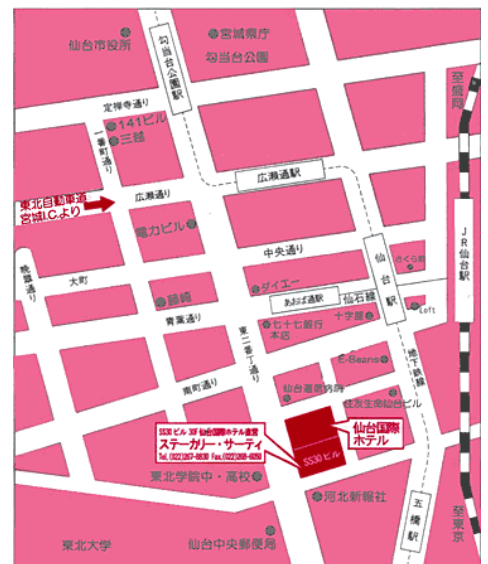 仙台市役所
宮城県庁
勾当台公園
勾当台公園駅
至盛岡
定禅寺通り
141ビル
三越
一番町通り
東北自動車道
宮城I.C.より
広瀬通り
広瀬通駅
電力ビル
中央通り
仙台駅
さくら野
JR仙台駅
晩翠通り
大町
ダイエー
あおば通駅
仙石線
藤崎
青葉通り
七十七銀行
本店
十字屋
Loft
東二番丁通り
E-Beans
地下鉄線
南町通り
仙台逓信病院
住友生命仙台ビル
SS30ビル 30F 仙台国際ホテル直営
ステーカリー・サーティ
仙台国際
ホテル
SS30ビル
東北学院中・高校
河北新報社
五橋駅
至東京
東北大学
仙台中央郵便局